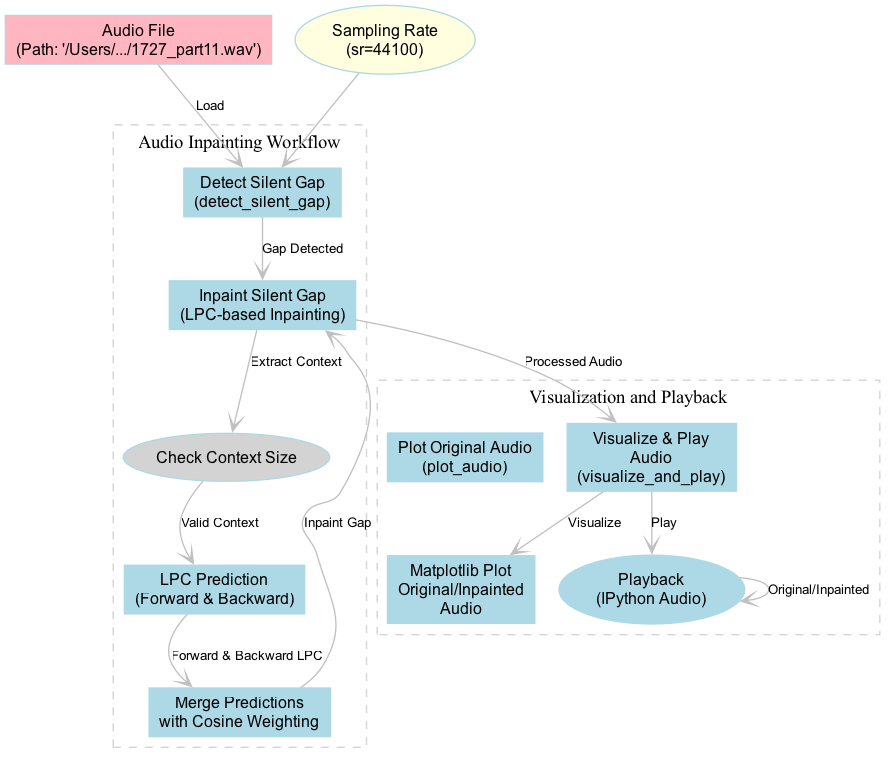 Audio File
(Path: '/Users/.../1727_part11.wav')
Sampling Rate
(sr=44100)
Load
Audio Inpainting Workflow
Detect Silent Gap
(detect_silent_gap)
Gap Detected
Inpaint Silent Gap
(LPC-based Inpainting)
Extract Context
Processed Audio
Check Context Size
Valid Context
Inpaint Gap
LPC Prediction
(Forward & Backward)
Forward & Backward LPC
Merge Predictions
with Cosine Weighting
Visualization and Playback
Plot Original Audio
(plot_audio)
Visualize & Play
Audio
(visualize_and_play)
Visualize
Play
Matplotlib Plot
Original/Inpainted
Audio
Playback
(IPython Audio)
Original/Inpainted